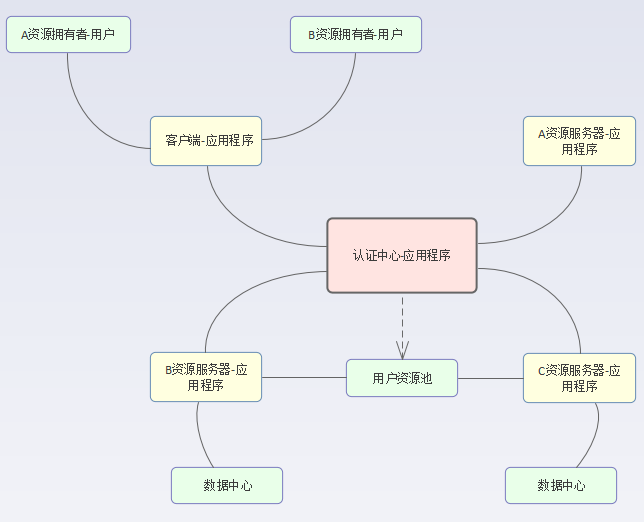 A资源拥有者-用户
B资源拥有者-用户
客户端-应用程序
A资源服务器-应
用程序
认证中心-应用程序
B资源服务器-应
用程序
用户资源池
C资源服务器-应
用程序
数据中心
数据中心